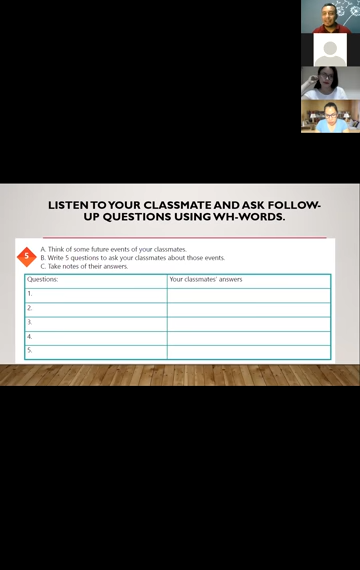 LISTEN TO YOUR CLASSMATE AND ASK FOLLOW-
UP QUESTIONS USING WH-WORDS.
5
A. Think of some future events of your classmates.
B. Write 5 questions to ask your classmates about those events.
C. Take notes of their answers.
Questions: Your classmates' answers
1.
2.
3.
4.
5.